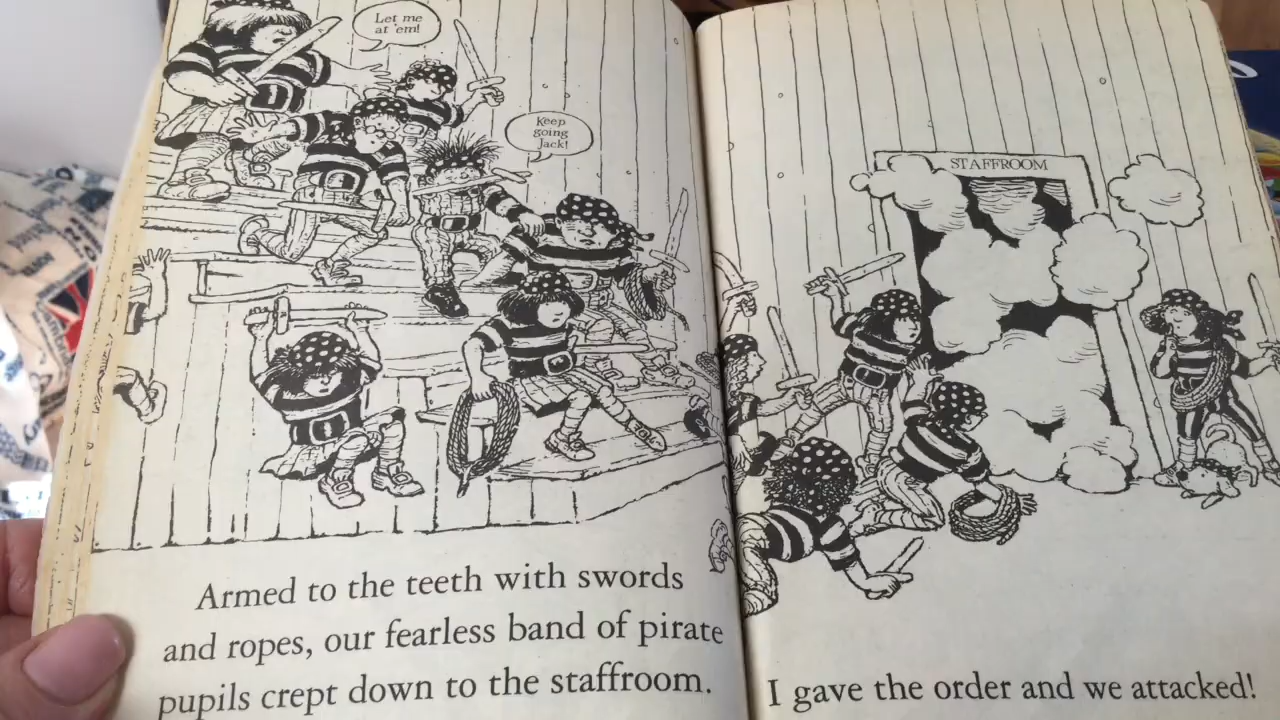 Let me
at 'em!
Keep
going
Jack!
Armed to the teeth with swords
and ropes, our fearless band of pirate
pupils crept down to the staffroom.
STAFFROOM
I gave the order and we attacked!